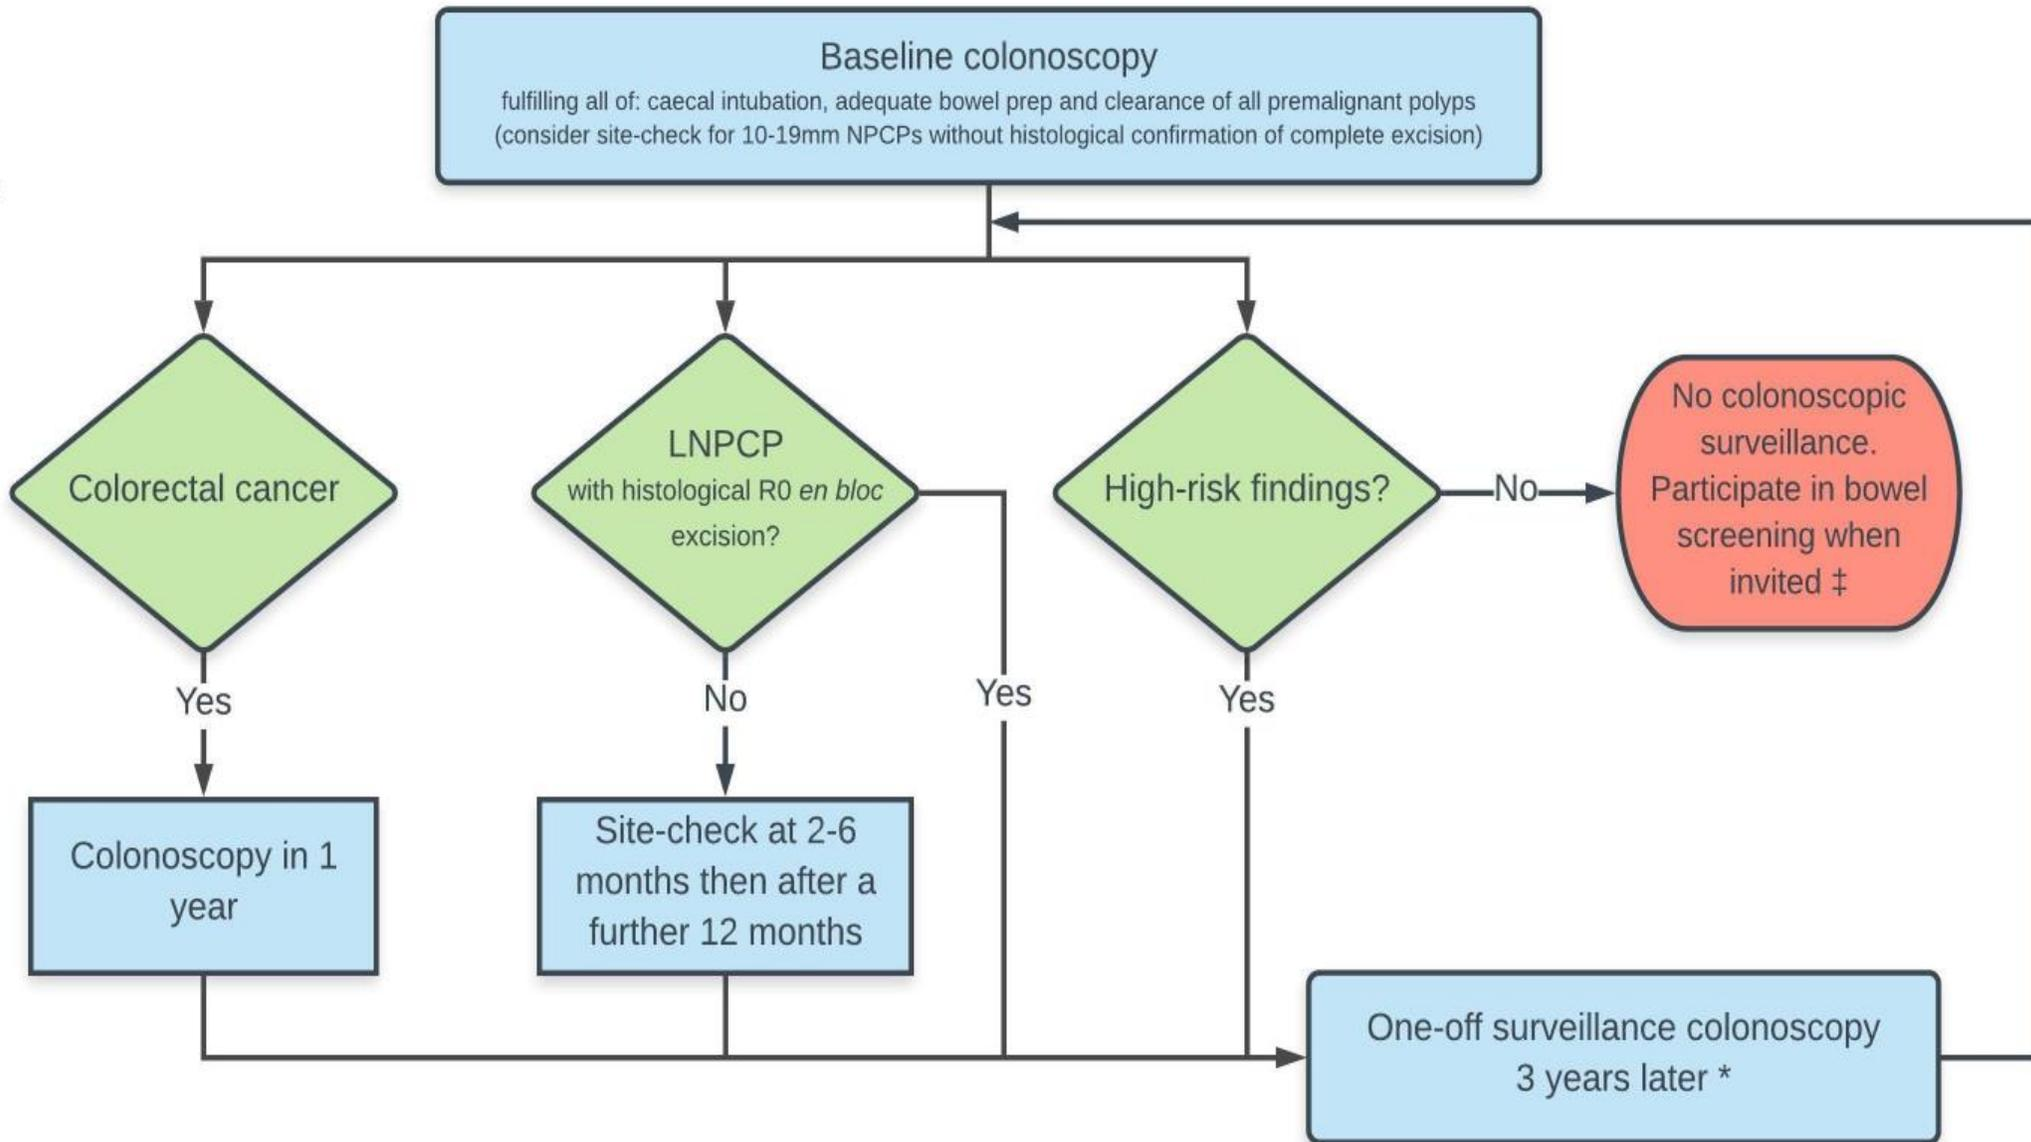 Baseline colonoscopy
fulfilling all of: caecal intubation, adequate bowel prep and clearance of all premalignant polyps
(consider site-check for 10-19mm NPCPs without histological confirmation of complete excision)
Colorectal cancer
LNPCP
with histological R0 en bloc
excision?
High-risk findings?
No
No colonoscopic
surveillance.
Participate in bowel
screening when
invited ‡
Yes
No
Yes
Yes
Colonoscopy in 1
year
Site-check at 2-6
months then after a
further 12 months
One-off surveillance colonoscopy
3 years later *